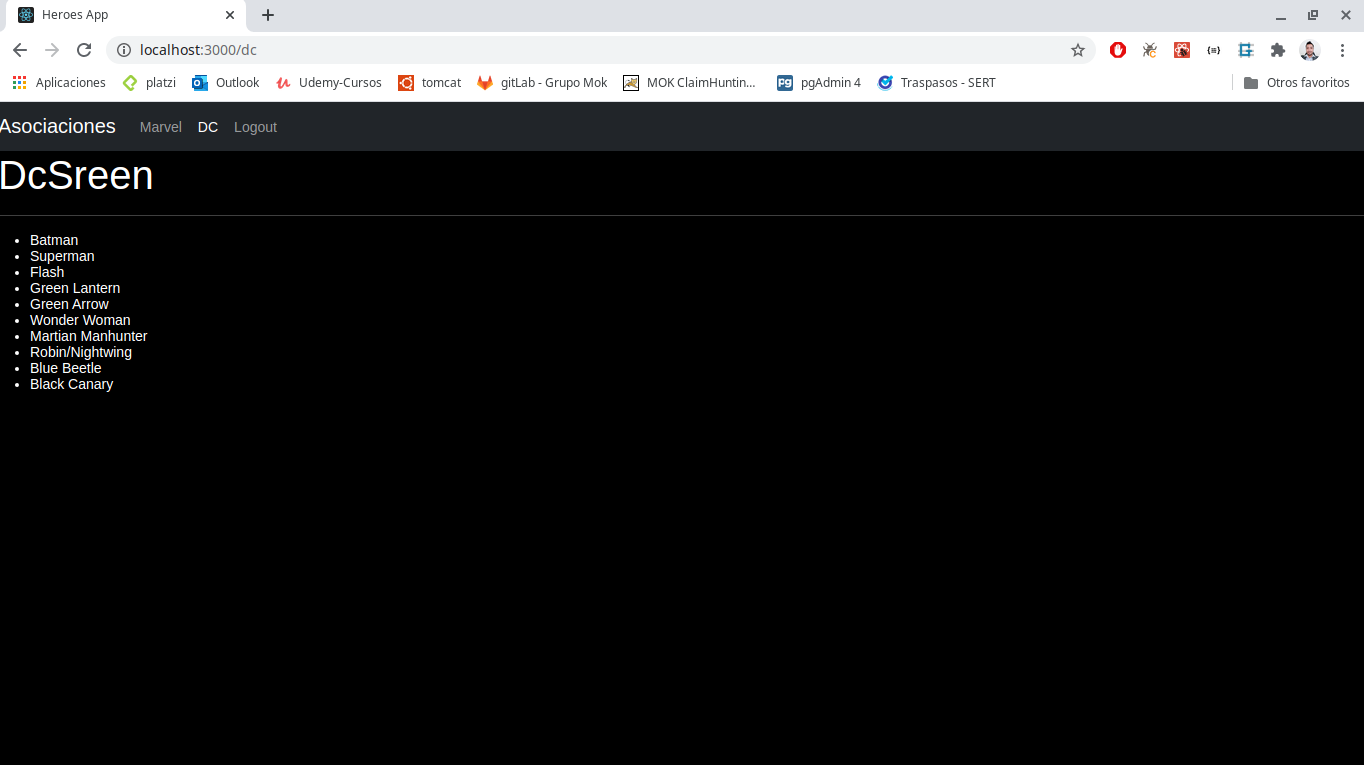 Heroes App
localhost:3000/dc
Aplicaciones platzi Outlook Udemy-Cursos tomcat gitLab - Grupo Mok MOK ClaimHuntin... pgAdmin 4 Traspasos - SERT Otros favoritos
Asociaciones Marvel DC Logout
DcSreen
Batman
Superman
Flash
Green Lantern
Green Arrow
Wonder Woman
Martian Manhunter
Robin/Nightwing
Blue Beetle
Black Canary